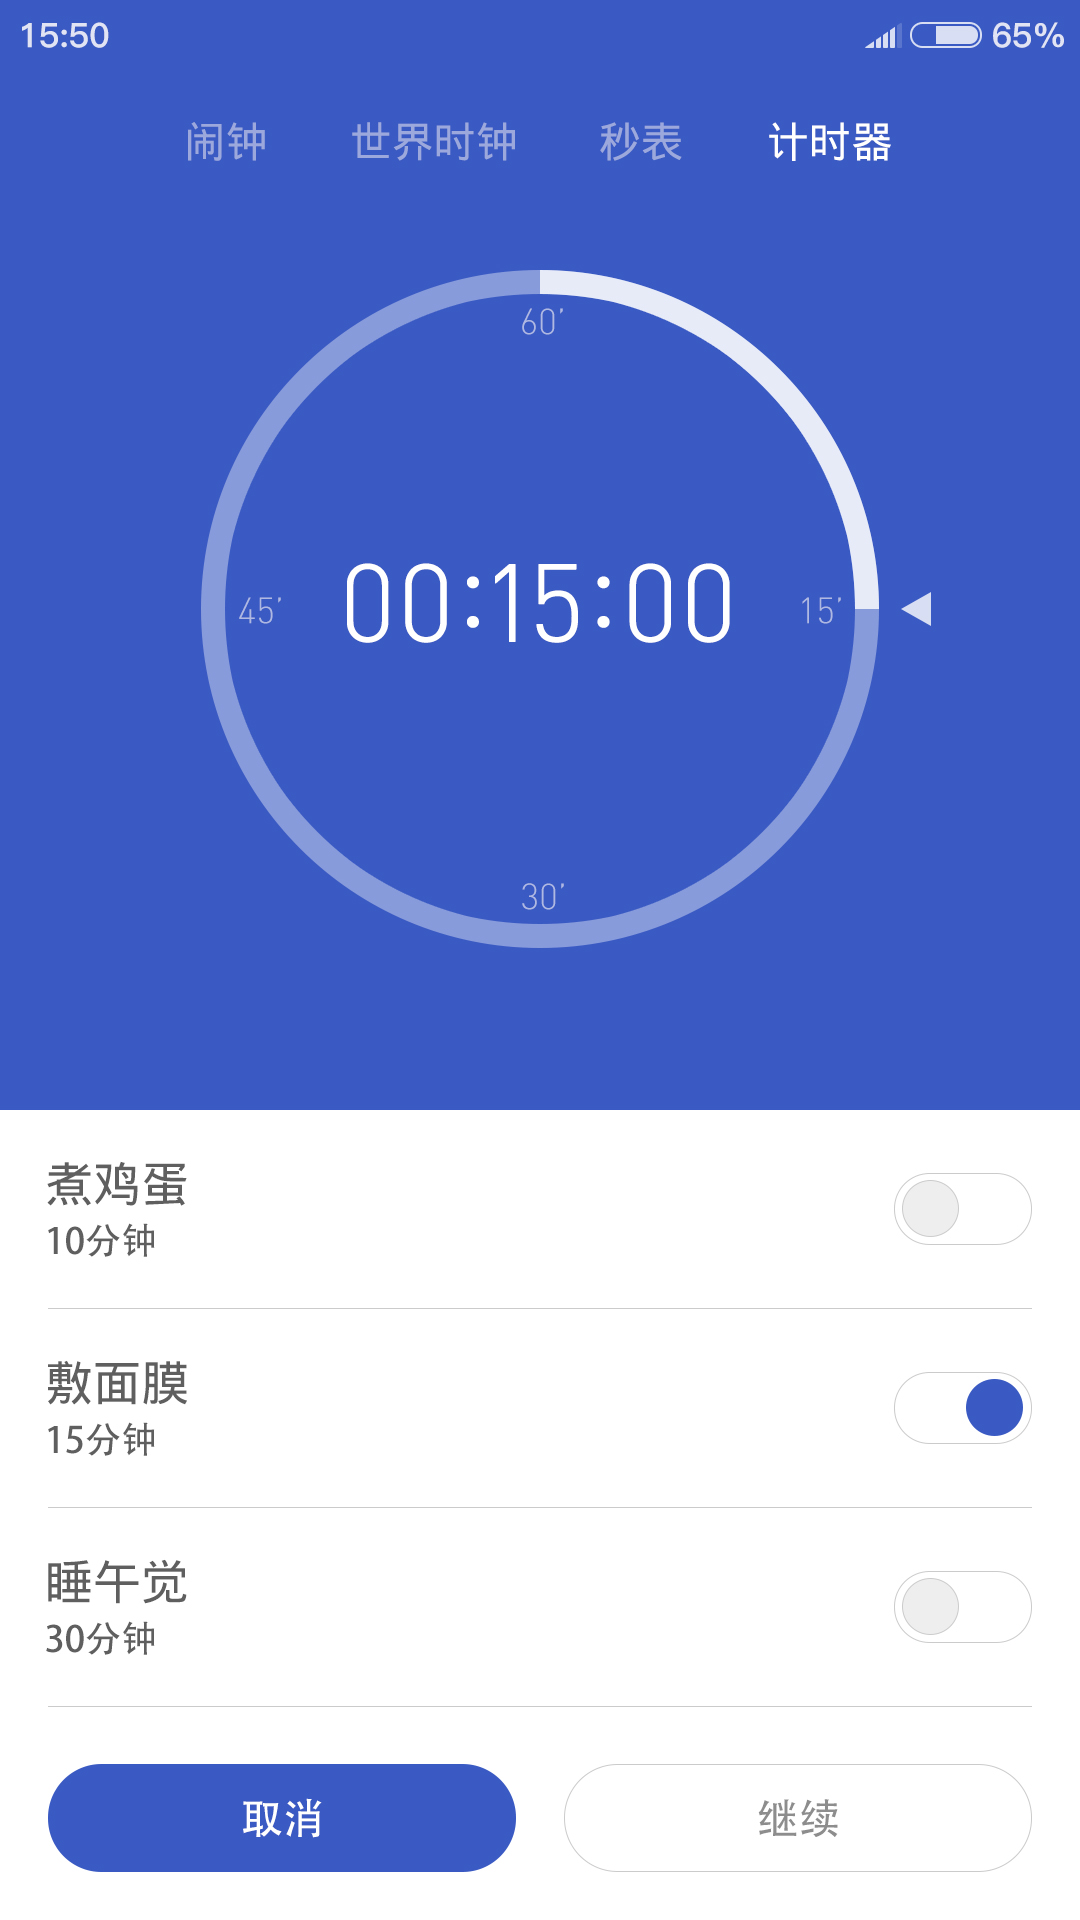 15:50 65%
闹钟 世界时钟 秒表 计时器
60′
45′ 00:15:00 15′
30′
煮鸡蛋
10分钟
敷面膜
15分钟
睡午觉
30分钟
取消 继续